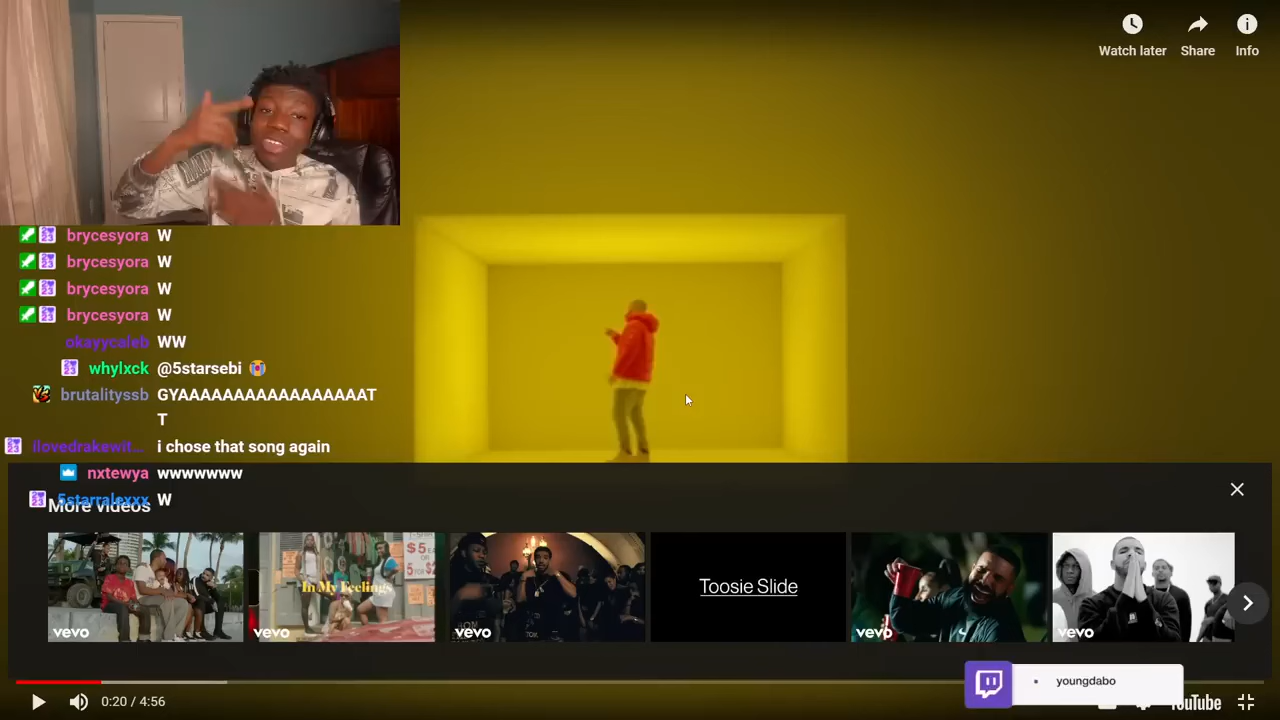 Watch later Share Info
brycesyora W
brycesyora W
brycesyora W
brycesyora W
okayycaleb WW
whylxck @5starsebi
brutalityssb GYAAAAAAAAAAAAAAAAAT
T
ilovedrakewit... i chose that song again
nxtewya wwwwwww
5starralexxx W
More videos
In My Feelings
$5
Toosie Slide
vevo vevo vevo vevo vevo
youngdabo
0:20 / 4:56
YouTube